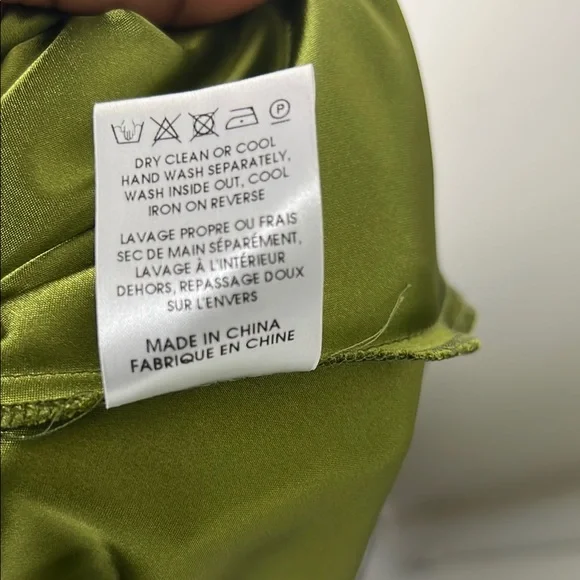 P
DRY CLEAN OR COOL
HAND WASH SEPARATELY,
WASH INSIDE OUT, COOL
IRON ON REVERSE
LAVAGE PROPRE OU FRAIS
SEC DE MAIN SÉPARÉMENT,
LAVAGE À L'INTÉRIEUR
DEHORS, REPASSAGE DOUX
SUR L'ENVERS
MADE IN CHINA
FABRIQUE EN CHINE